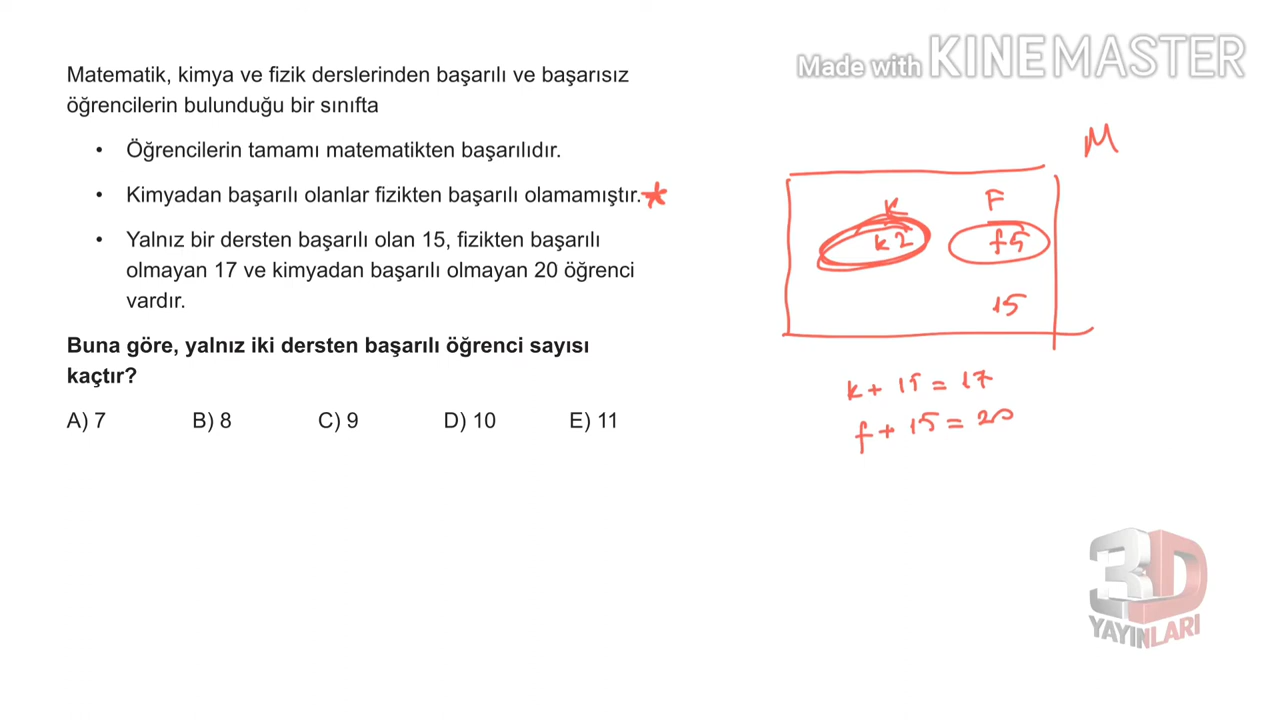 Made with KINEMASTER
Matematik, kimya ve fizik derslerinden başarılı ve başarısız
öğrencilerin bulunduğu bir sınıfta
• Öğrencilerin tamamı matematikten başarılıdır.
• Kimyadan başarılı olanlar fizikten başarılı olamamıştır.
• Yalnız bir dersten başarılı olan 15, fizikten başarılı
olmayan 17 ve kimyadan başarılı olmayan 20 öğrenci
vardır.
Buna göre, yalnız iki dersten başarılı öğrenci sayısı
kaçtır?
A) 7 B) 8 C) 9 D) 10 E) 11
M
K F
k 2 f 5
15
k + 15 = 17
f + 15 = 20
3D
YAYINLARI